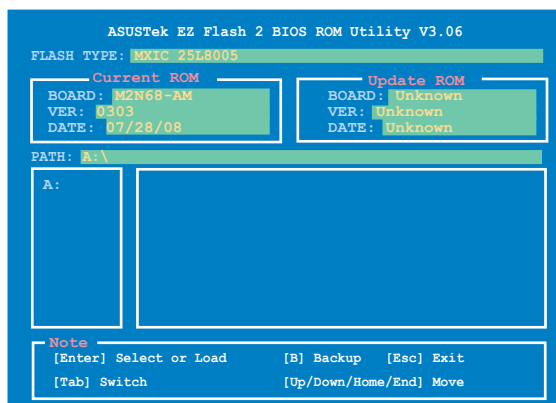 ASUSTek EZ Flash 2 BIOS ROM Utility V3.06
FLASH TYPE: MXIC 25L8005
Current ROM
BOARD: M2N68-AM
VER: 0303
DATE: 07/28/08
Update ROM
BOARD: Unknown
VER: Unknown
DATE: Unknown
PATH: A:\
A:
Note
[Enter] Select or Load [B] Backup [Esc] Exit
[Tab] Switch [Up/Down/Home/End] Move